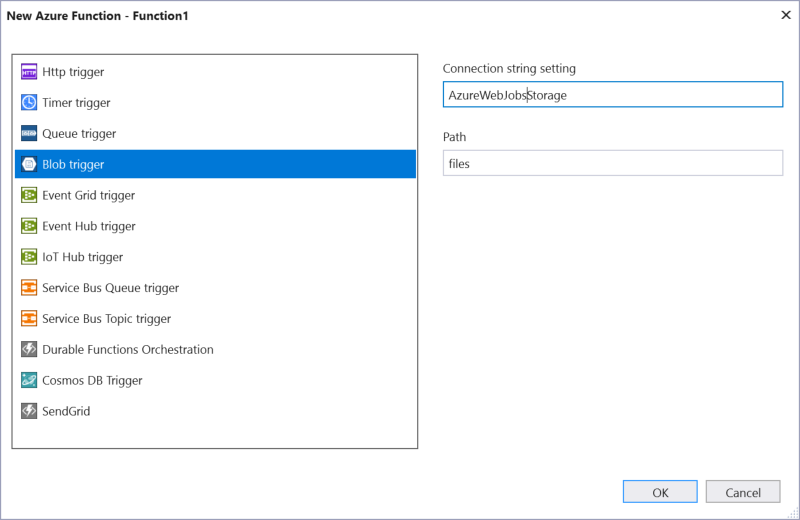 New Azure Function - Function1
HTTP
Http trigger
Timer trigger
Queue trigger
Blob trigger
Event Grid trigger
Event Hub trigger
IoT Hub trigger
Service Bus Queue trigger
Service Bus Topic trigger
Durable Functions Orchestration
Cosmos DB Trigger
SendGrid
Connection string setting
AzureWebJobsStorage
Path
files
OK
Cancel